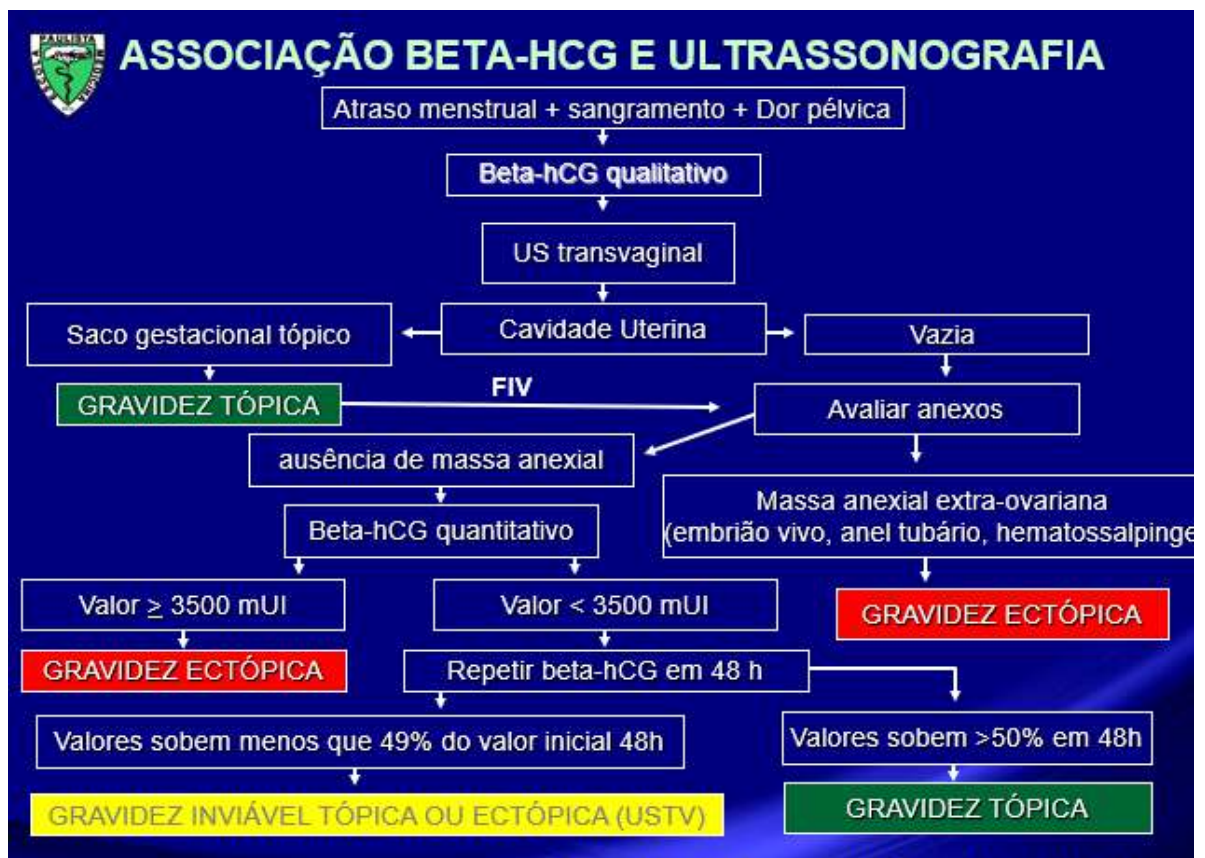 PAULISTA
ASSOCIAÇÃO BETA-HCG E ULTRASSONOGRAFIA
Atraso menstrual + sangramento + Dor pélvica
Beta-hCG qualitativo
US transvaginal
Saco gestacional tópico
Cavidade Uterina
Vazia
GRAVIDEZ TÓPICA
FIV
Avaliar anexos
ausência de massa anexial
Massa anexial extra-ovariana
(embrião vivo, anel tubário, hematossalpinge
Beta-hCG quantitativo
Valor ≥ 3500 mUI
Valor < 3500 mUI
GRAVIDEZ ECTÓPICA
GRAVIDEZ ECTÓPICA
Repetir beta-hCG em 48 h
Valores sobem menos que 49% do valor inicial 48h
Valores sobem >50% em 48h
GRAVIDEZ INVIÁVEL TÓPICA OU ECTÓPICA (USTV)
GRAVIDEZ TÓPICA